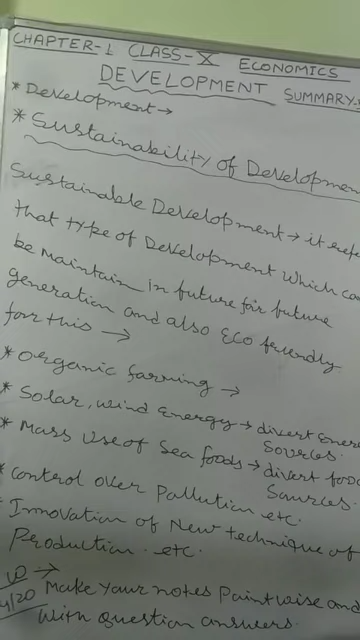 CHAPTER-1 CLASS-X ECONOMICS
DEVELOPMENT SUMMARY
* Development →
* Sustainability of Developmen
Sustainable Development → it refe
that type of Development which ca
be maintain in future for future
generation and also Eco friendly
for this →
* Organic farming →
* Solar, wind Energy → divert Ener
Sources.
* Mass Use of Sea foods → divert food
Sources.
* Control over Pollution etc.
* Innovation of New technique of
Production etc.
→ Make your notes Pointwise and
with question answers.